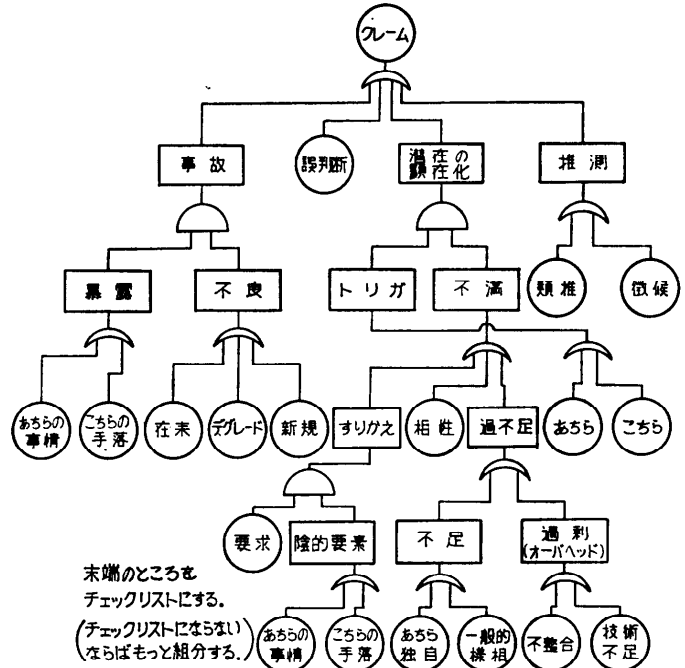 クレーム
事故
誤判断
潜在の
顕在化
推測
暴露
不良
トリガ
不満
類推
徴候
あちらの
事情
こちらの
手落
在来
デグレード
新規
すりかえ
相性
過不足
あちら
こちら
要求
陰的要素
不足
過剰
(オーバヘッド)
あちらの
事情
こちらの
手落
あちら
独自
一般的
不整合
技術
不足
末端のところを
チェックリストにする。
(チェックリストにならない
ならばもっと組分する。)